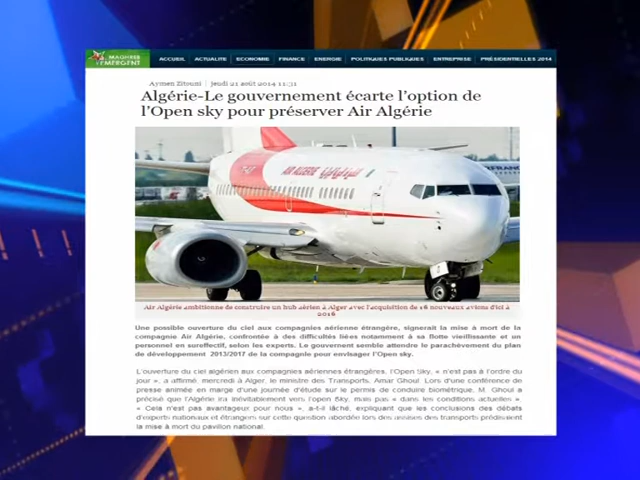 MAGHREB
EMERGENT
ACCUEIL ACTUALITE ECONOMIE FINANCE ENERGIE POLITIQUES PUBLIQUES ENTREPRISE PRÉSIDENTIELLES 2014
Aymen Zitouni | jeudi 21 août 2014 11:31
Algérie-Le gouvernement écarte l'option de
l'Open sky pour préserver Air Algérie
AIR ALGERIE
Air Algérie ambitionne de construire un hub aérien à Alger avec l'acquisition de 16 nouveaux avions d'ici à
2016
Une possible ouverture du ciel aux compagnies aérienne étrangère, signerait la mise à mort de la
compagnie Air Algérie, confrontée à des difficultés liées notamment à sa flotte vieillissante et un
personnel en sureffectif, selon les experts. Le gouvernement semble attendre le parachèvement du plan
de développement 2013/2017 de la compagnie pour envisager l'Open sky.
L'ouverture du ciel algérien aux compagnies aériennes étrangères, l'Open Sky, « n'est pas à l'ordre du
jour », a affirmé, mercredi à Alger, le ministre des Transports, Amar Ghoul. Lors d'une conférence de
presse animée en marge d'une journée d'étude sur le permis de conduire biométrique, M. Ghoul a
précisé que l'Algérie ira inévitablement vers l'open Sky, mais pas « dans les conditions actuelles ».
« Cela n'est pas avantageur pour nous », a-t-il lâché, expliquant que les conclusions des débats
d'experts nationaux et étrangers sur cette question abordée lors des assises des transports prédisaient
la mise à mort du pavillon national.